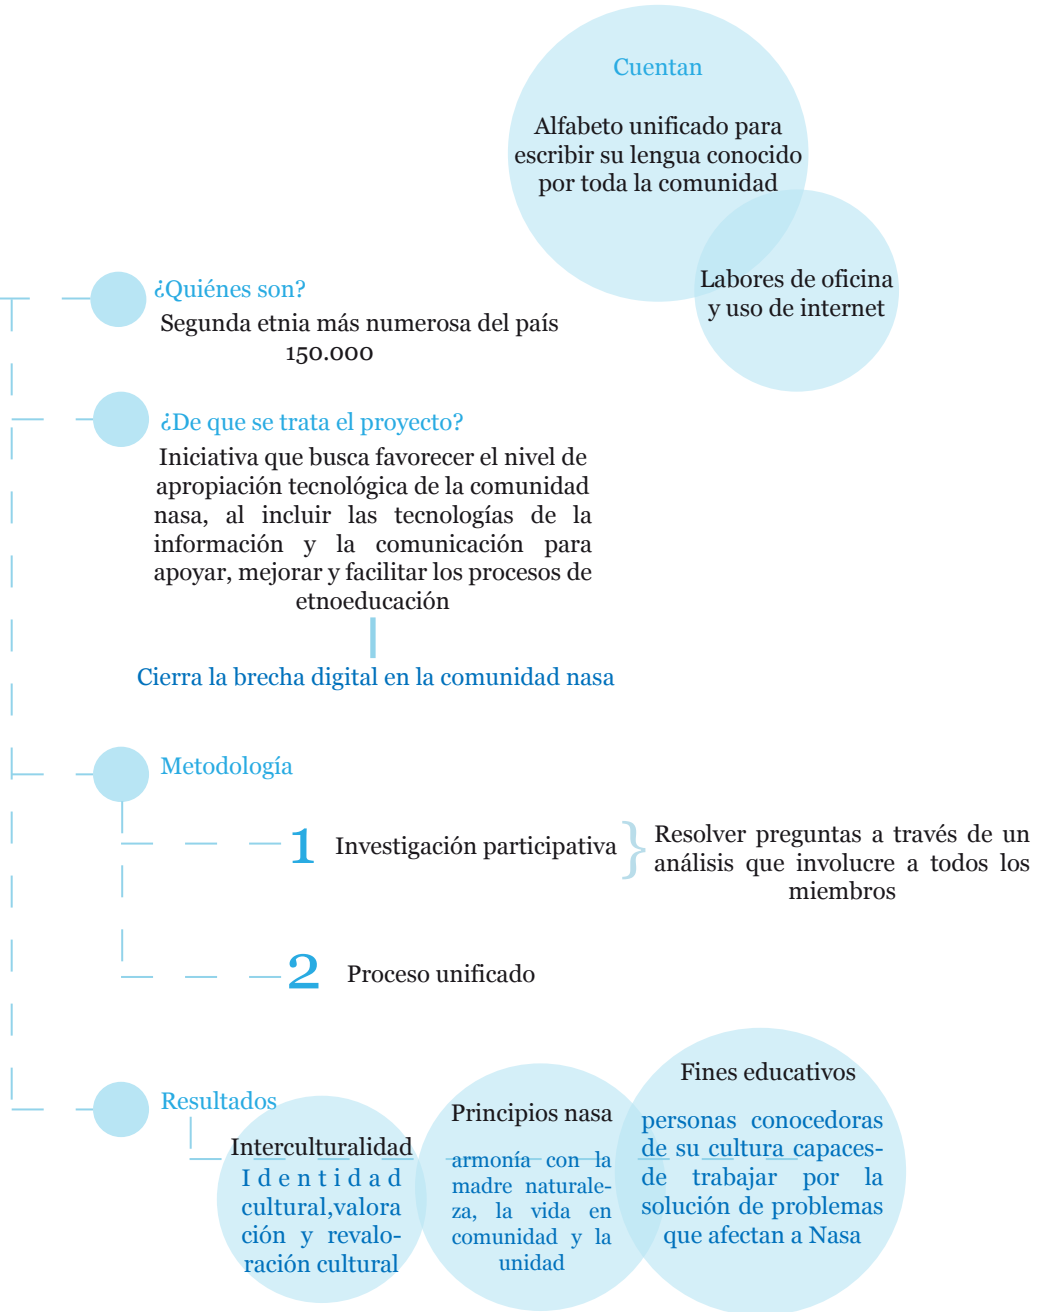 Cuentan
Alfabeto unificado para
escribir su lengua conocido
por toda la comunidad
Labores de oficina
y uso de internet
¿Quiénes son?
Segunda etnia más numerosa del país
150.000
¿De que se trata el proyecto?
Iniciativa que busca favorecer el nivel de
apropiación tecnológica de la comunidad
nasa, al incluir las tecnologías de la
información y la comunicación para
apoyar, mejorar y facilitar los procesos de
etnoeducación
Cierra la brecha digital en la comunidad nasa
Metodología
1 Investigación participativa } Resolver preguntas a través de un
análisis que involucre a todos los
miembros
2 Proceso unificado
Resultados
Interculturalidad
Identidad
cultural,valora
ción y revalo-
ración cultural
Principios nasa
armonía con la
madre naturale-
za, la vida en
comunidad y la
unidad
Fines educativos
personas conocedoras
de su cultura capaces-
de trabajar por la
solución de problemas
que afectan a Nasa